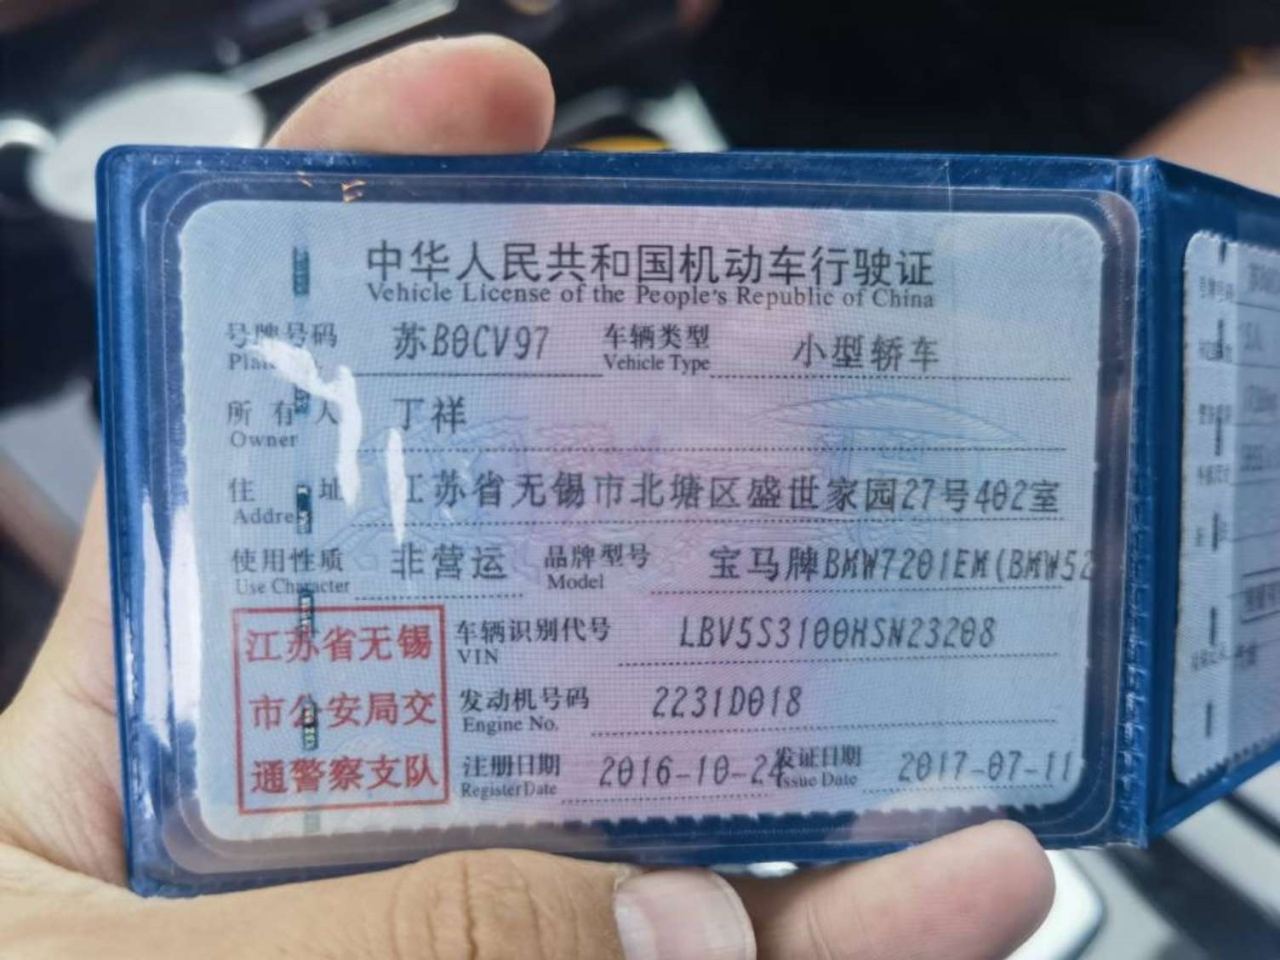 中华人民共和国机动车行驶证
Vehicle License of the People's Republic of China
号牌号码 苏B0CV97 车辆类型 小型轿车
Vehicle Type
所有人 丁祥
Owner
住址 江苏省无锡市北塘区盛世家园27号402室
使用性质 非营运 品牌型号 宝马牌BMW7201EM(BMW52
Use Character Model
江苏省无锡
市公安局交
通警察支队
车辆识别代号 LBV5S3100HSN23208
VIN
发动机号码 2231D018
Engine No.
注册日期 2016-10-24 发证日期 2017-07-11
Register Date Issue Date